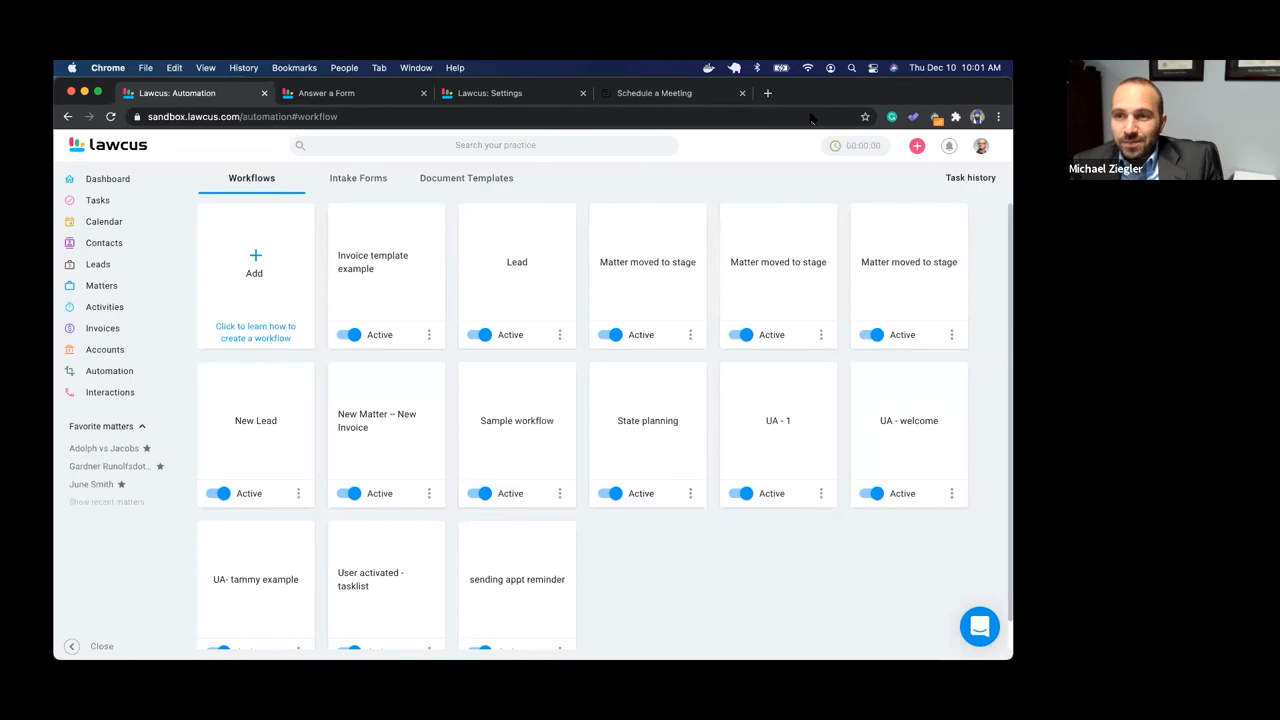 Chrome File Edit View History Bookmarks People Tab Window Help Thu Dec 10 10:01 AM
Lawcus: Automation Answer a Form Lawcus: Settings Schedule a Meeting
sandbox.lawcus.com/automation#workflow
lawcus Search your practice 00:00:00
Michael Ziegler
Dashboard
Tasks
Calendar
Contacts
Leads
Matters
Activities
Invoices
Accounts
Automation
Interactions
Favorite matters
Adolph vs Jacobs
Gardner Runolfsdot...
June Smith
Show recent matters
Close
Workflows Intake Forms Document Templates Task history
Add
Click to learn how to
create a workflow
Invoice template
example
Active
Lead
Active
Matter moved to stage
Active
Matter moved to stage
Active
Matter moved to stage
Active
New Lead
Active
New Matter -- New
Invoice
Active
Sample workflow
Active
State planning
Active
UA - 1
Active
UA - welcome
Active
UA- tammy example
User activated -
tasklist
sending appt reminder